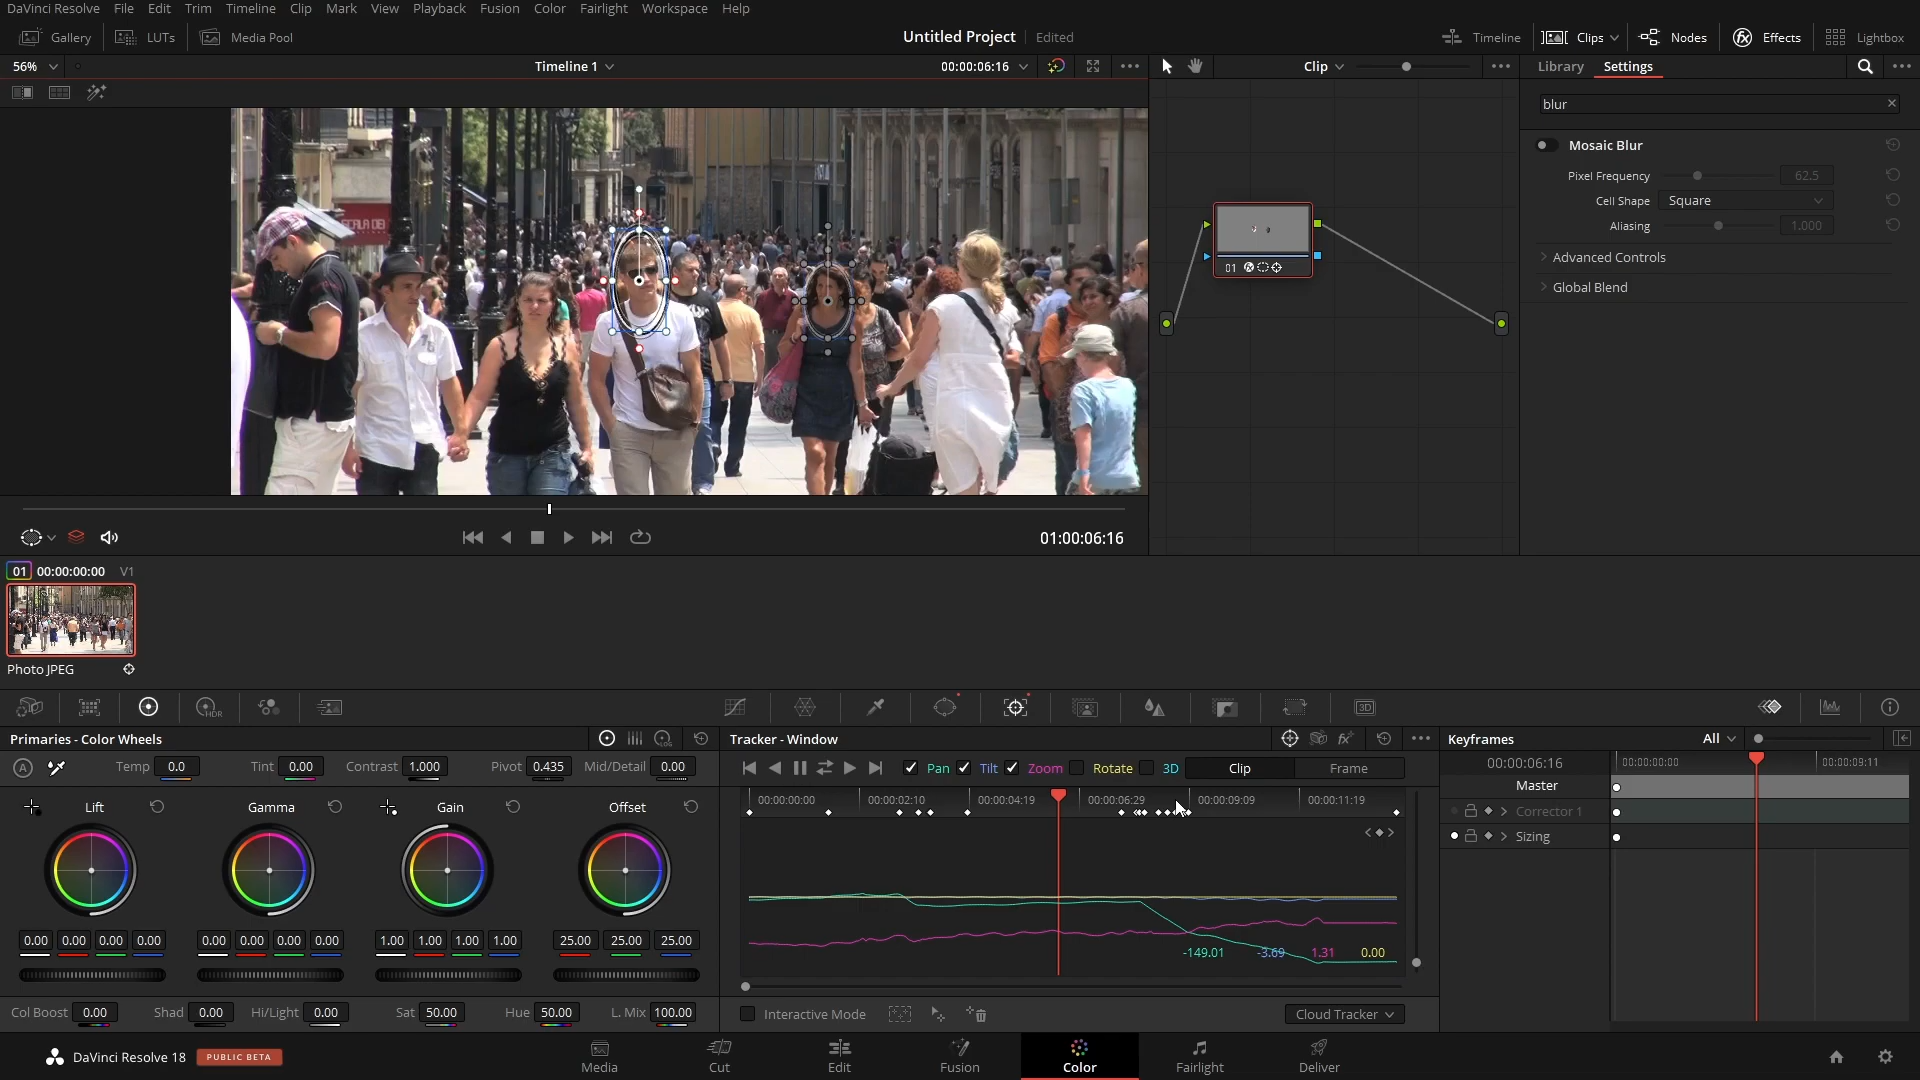 DaVinci Resolve File Edit Trim Timeline Clip Mark View Playback Fusion Color Fairlight Workspace Help
Gallery LUTs Media Pool Untitled Project Edited Timeline Clips Nodes Effects Lightbox
56% Timeline 1 00:00:06:16 Clip Library Settings
blur
Mosaic Blur
Pixel Frequency 62.5
Cell Shape Square
Aliasing 1.000
Advanced Controls
Global Blend
01
01:00:06:16
01 00:00:00:00 V1
Photo JPEG
HDR 3D
Primaries - Color Wheels LOG
Temp 0.0 Tint 0.00 Contrast 1.000 Pivot 0.435 Mid/Detail 0.00
Lift Gamma Gain Offset
0.00 0.00 0.00 0.00 0.00 0.00 0.00 0.00 1.00 1.00 1.00 1.00 25.00 25.00 25.00
Col Boost 0.00 Shad 0.00 Hi/Light 0.00 Sat 50.00 Hue 50.00 L. Mix 100.00
Tracker - Window
Pan Tilt Zoom Rotate 3D Clip Frame
00:00:00:00 00:00:02:10 00:00:04:19 00:00:06:29 00:00:09:09 00:00:11:19
-149.01 -3.69 1.31 0.00
Interactive Mode Cloud Tracker
Keyframes All
00:00:06:16 00:00:00:00 00:00:09:11
Master
Corrector 1
Sizing
DaVinci Resolve 18 PUBLIC BETA Media Cut Edit Fusion Color Fairlight Deliver